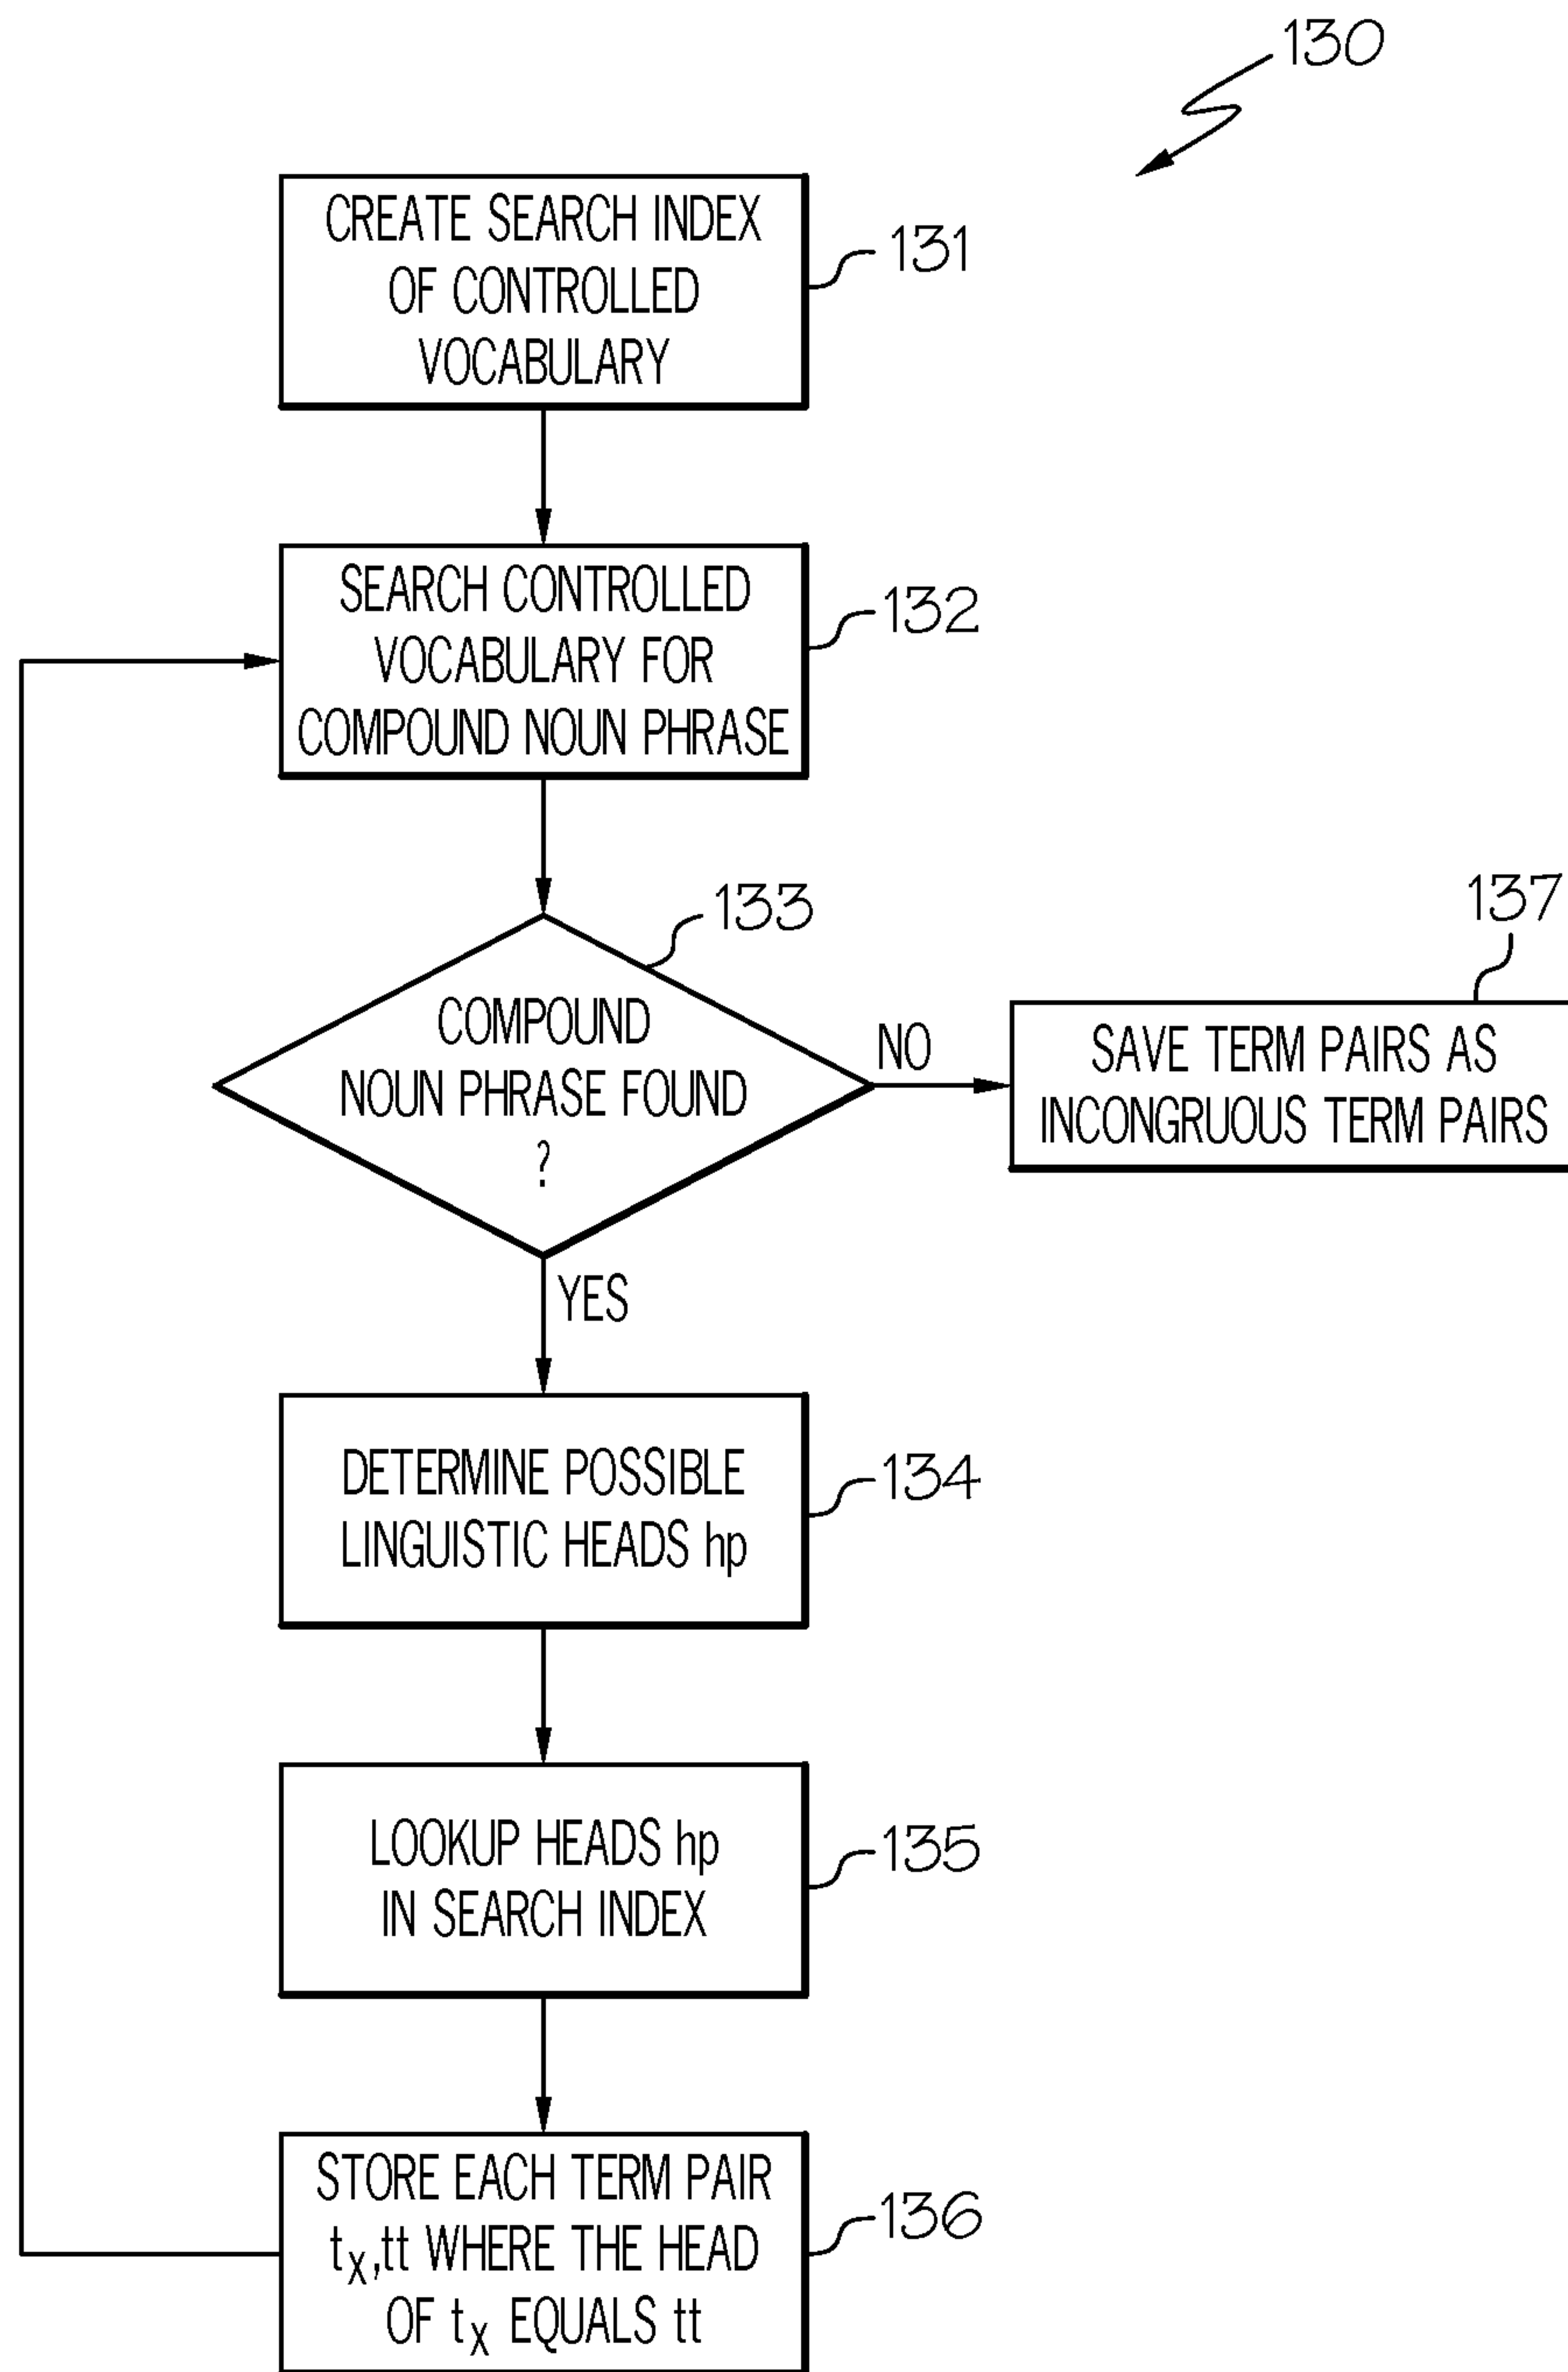 130
CREATE SEARCH INDEX
OF CONTROLLED
VOCABULARY
131
SEARCH CONTROLLED
VOCABULARY FOR
COMPOUND NOUN PHRASE
132
133
COMPOUND
NOUN PHRASE FOUND
?
NO
137
SAVE TERM PAIRS AS
INCONGRUOUS TERM PAIRS
YES
DETERMINE POSSIBLE
LINGUISTIC HEADS hp
134
LOOKUP HEADS hp
IN SEARCH INDEX
135
STORE EACH TERM PAIR
tx,tt WHERE THE HEAD
OF tx EQUALS tt
136